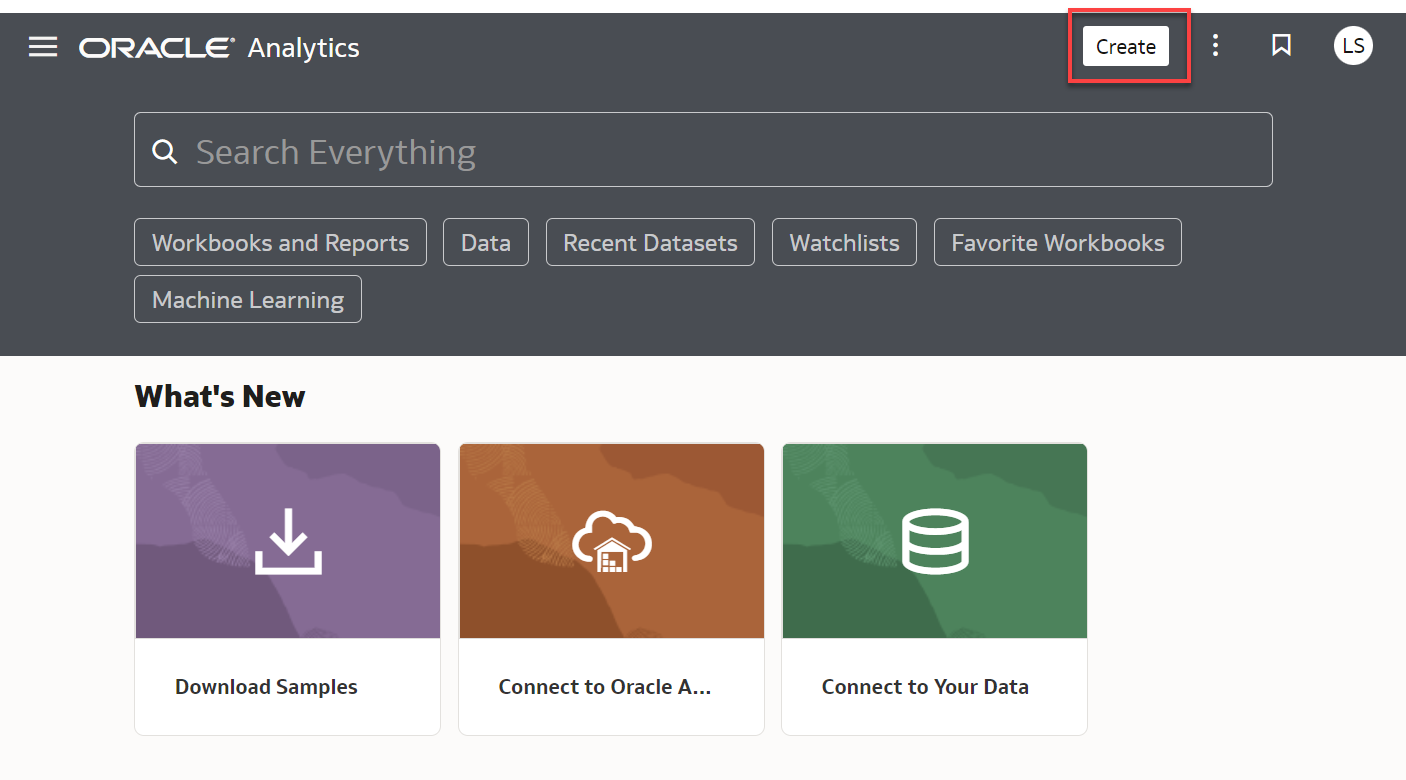 ORACLE® Analytics Create LS
Search Everything
Workbooks and Reports Data Recent Datasets Watchlists Favorite Workbooks
Machine Learning
What's New
Download Samples Connect to Oracle A... Connect to Your Data